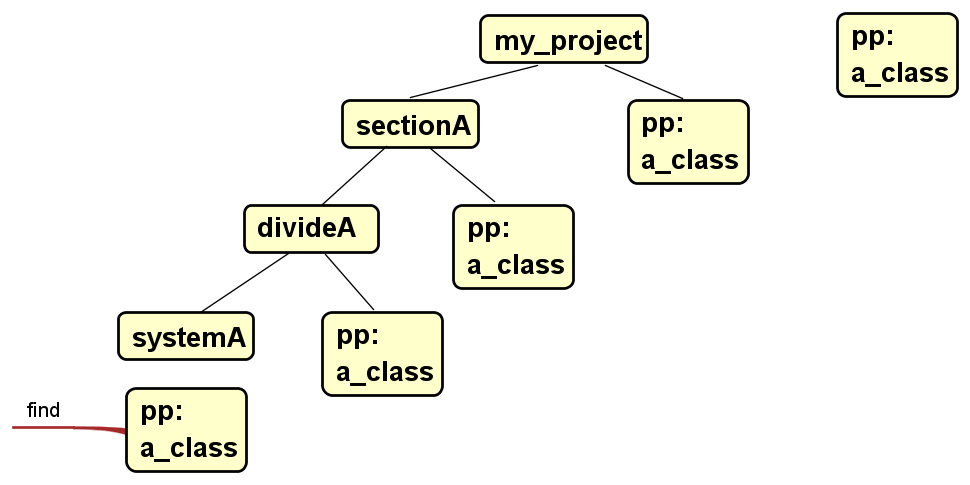 my_project
pp:
a_class
sectionA
pp:
a_class
divideA
pp:
a_class
systemA
pp:
a_class
find
pp:
a_class